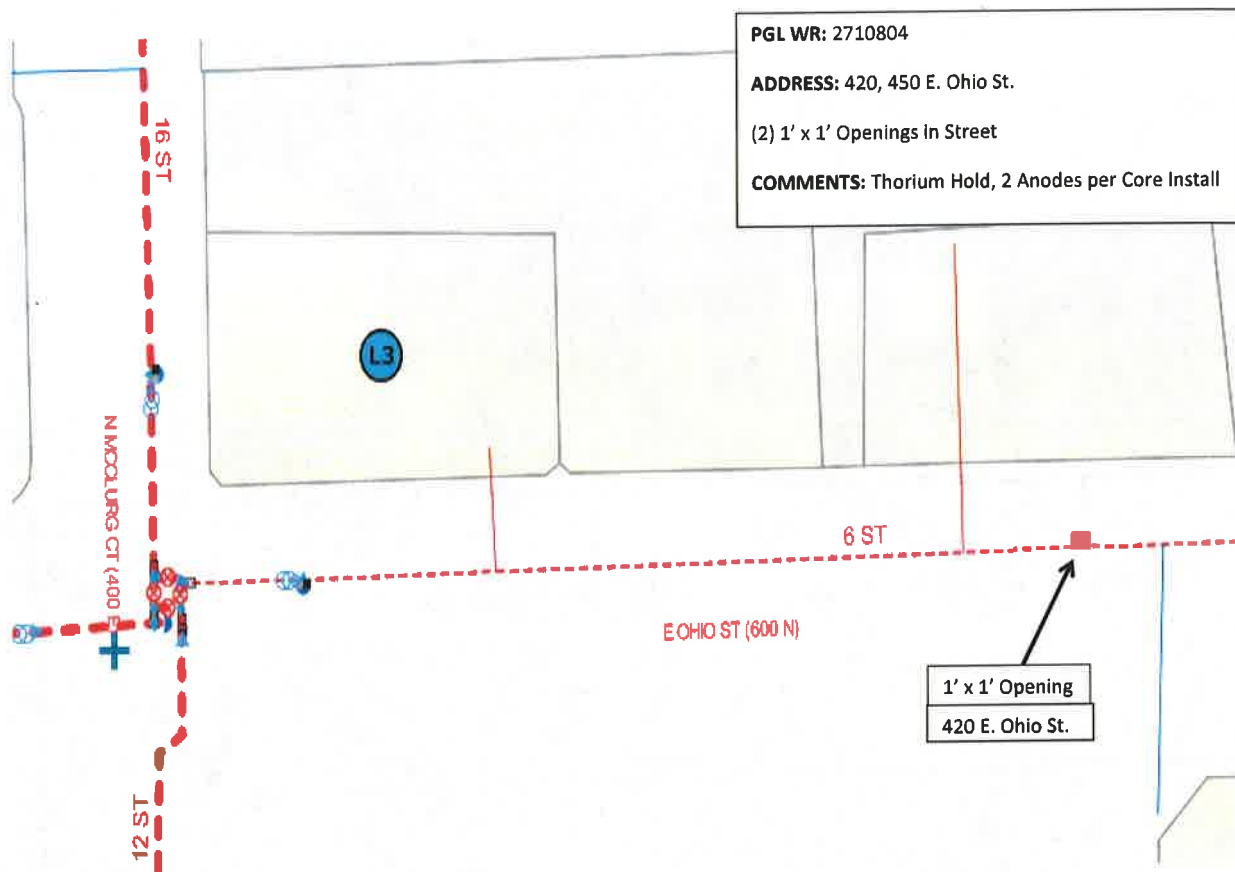 PGL WR: 2710804
ADDRESS: 420, 450 E. Ohio St.
(2) 1' x 1' Openings in Street
COMMENTS: Thorium Hold, 2 Anodes per Core Install
16 ST
L3
N MCCLURG CT (400 E)
6 ST
E OHIO ST (600 N)
1' x 1' Opening
420 E. Ohio St.
12 ST